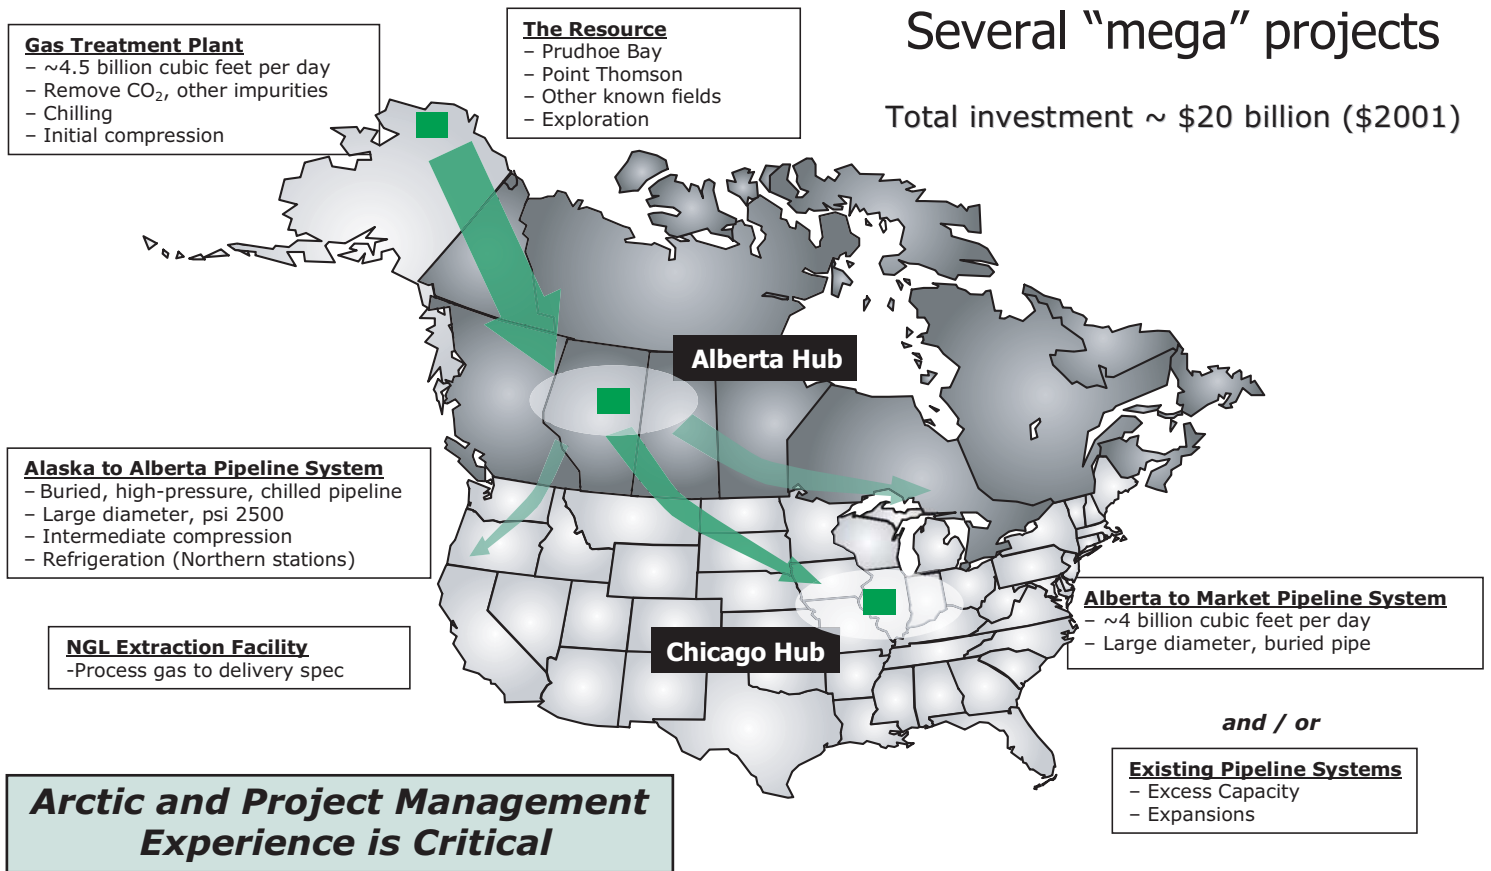 Several “mega” projects
Total investment ~ $20 billion ($2001)
Gas Treatment Plant
– ~4.5 billion cubic feet per day
– Remove CO₂, other impurities
– Chilling
– Initial compression
The Resource
– Prudhoe Bay
– Point Thomson
– Other known fields
– Exploration
Alberta Hub
Alaska to Alberta Pipeline System
– Buried, high-pressure, chilled pipeline
– Large diameter, psi 2500
– Intermediate compression
– Refrigeration (Northern stations)
NGL Extraction Facility
-Process gas to delivery spec
Chicago Hub
Alberta to Market Pipeline System
– ~4 billion cubic feet per day
– Large diameter, buried pipe
and / or
Existing Pipeline Systems
– Excess Capacity
– Expansions
Arctic and Project Management
Experience is Critical